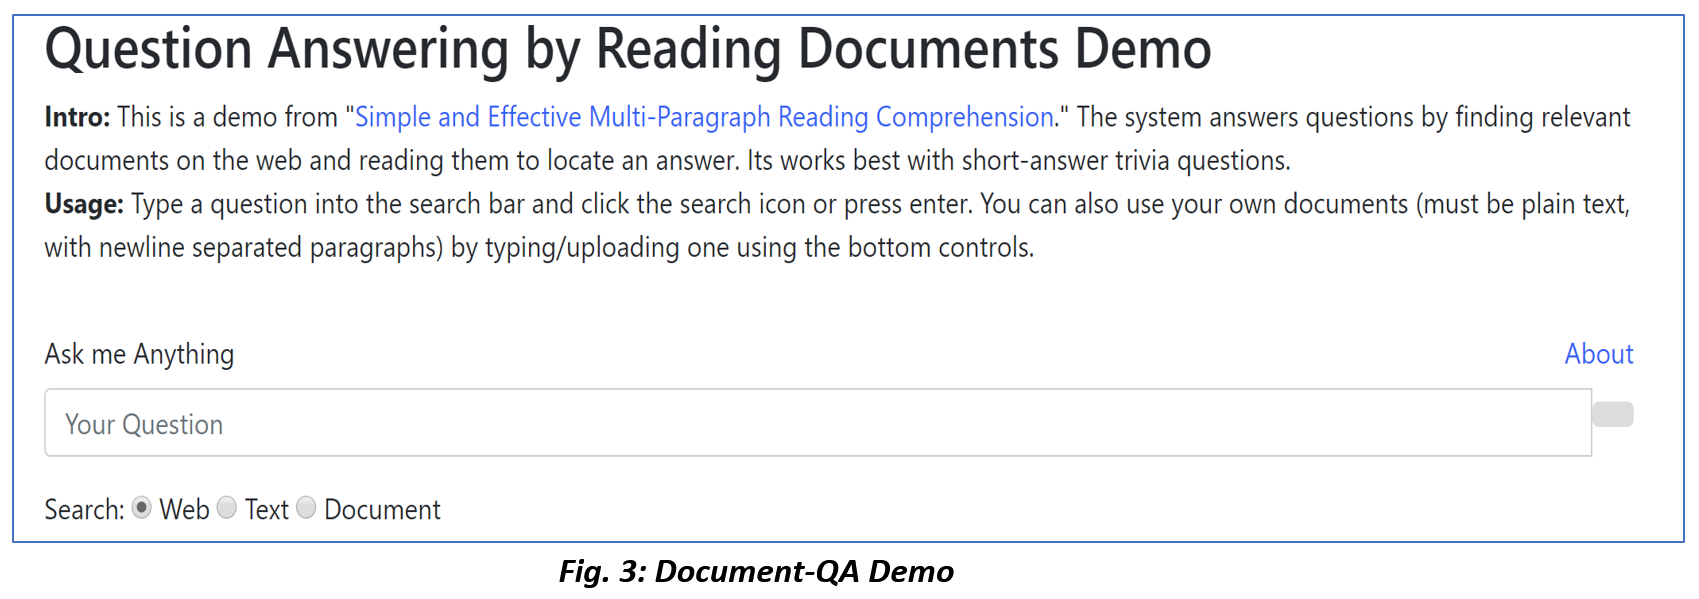 Question Answering by Reading Documents Demo
Intro: This is a demo from "Simple and Effective Multi-Paragraph Reading Comprehension." The system answers questions by finding relevant
documents on the web and reading them to locate an answer. Its works best with short-answer trivia questions.
Usage: Type a question into the search bar and click the search icon or press enter. You can also use your own documents (must be plain text,
with newline separated paragraphs) by typing/uploading one using the bottom controls.
Ask me Anything About
Your Question
Search: Web Text Document
Fig. 3: Document-QA Demo